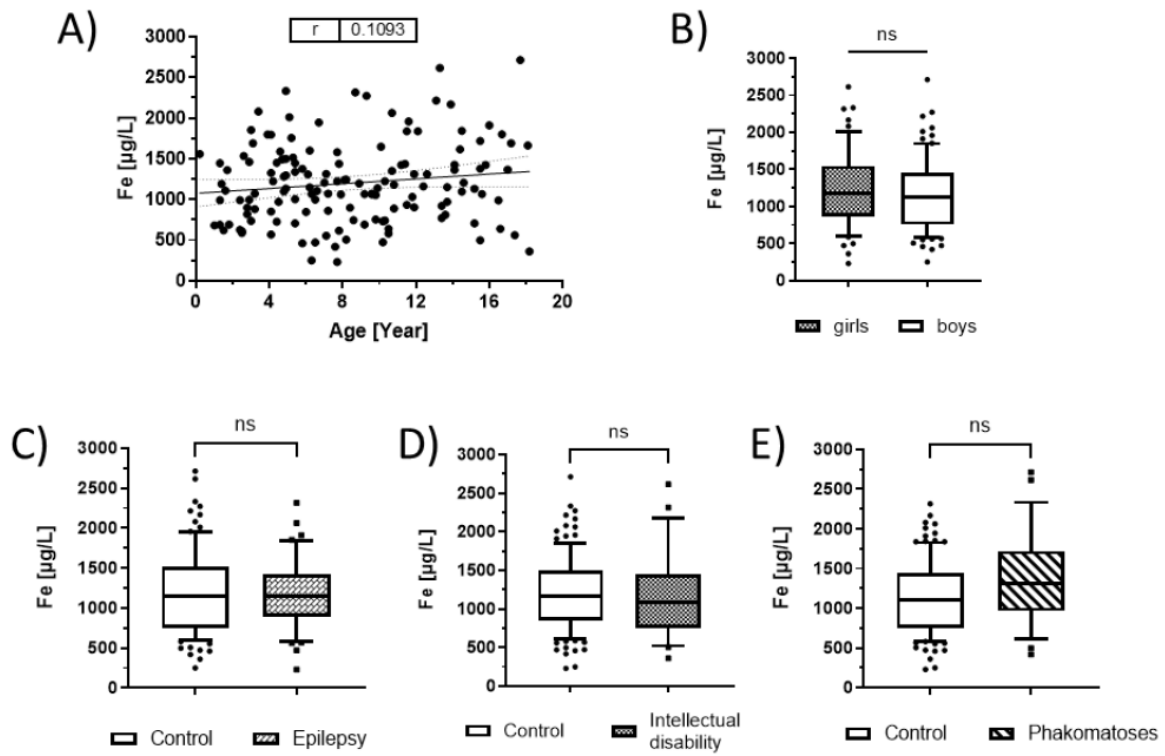 A)
r 0.1093
3000
2500
2000
1500
1000
500
0
Fe [µg/L]
0 4 8 12 16 20
Age [Year]
B)
ns
3000
2500
2000
1500
1000
500
0
Fe [µg/L]
girls boys
C)
ns
3000
2500
2000
1500
1000
500
0
Fe [µg/L]
Control Epilepsy
D)
ns
3000
2500
2000
1500
1000
500
0
Fe [µg/L]
Control Intellectual
disability
E)
ns
3000
2500
2000
1500
1000
500
0
Fe [µg/L]
Control Phakomatoses